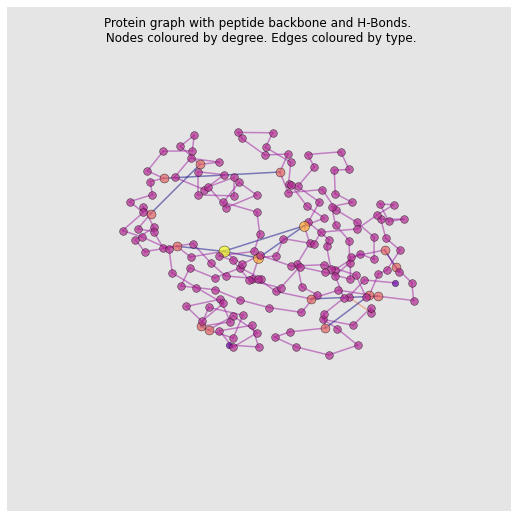 Protein graph with peptide backbone and H-Bonds.
Nodes coloured by degree. Edges coloured by type.